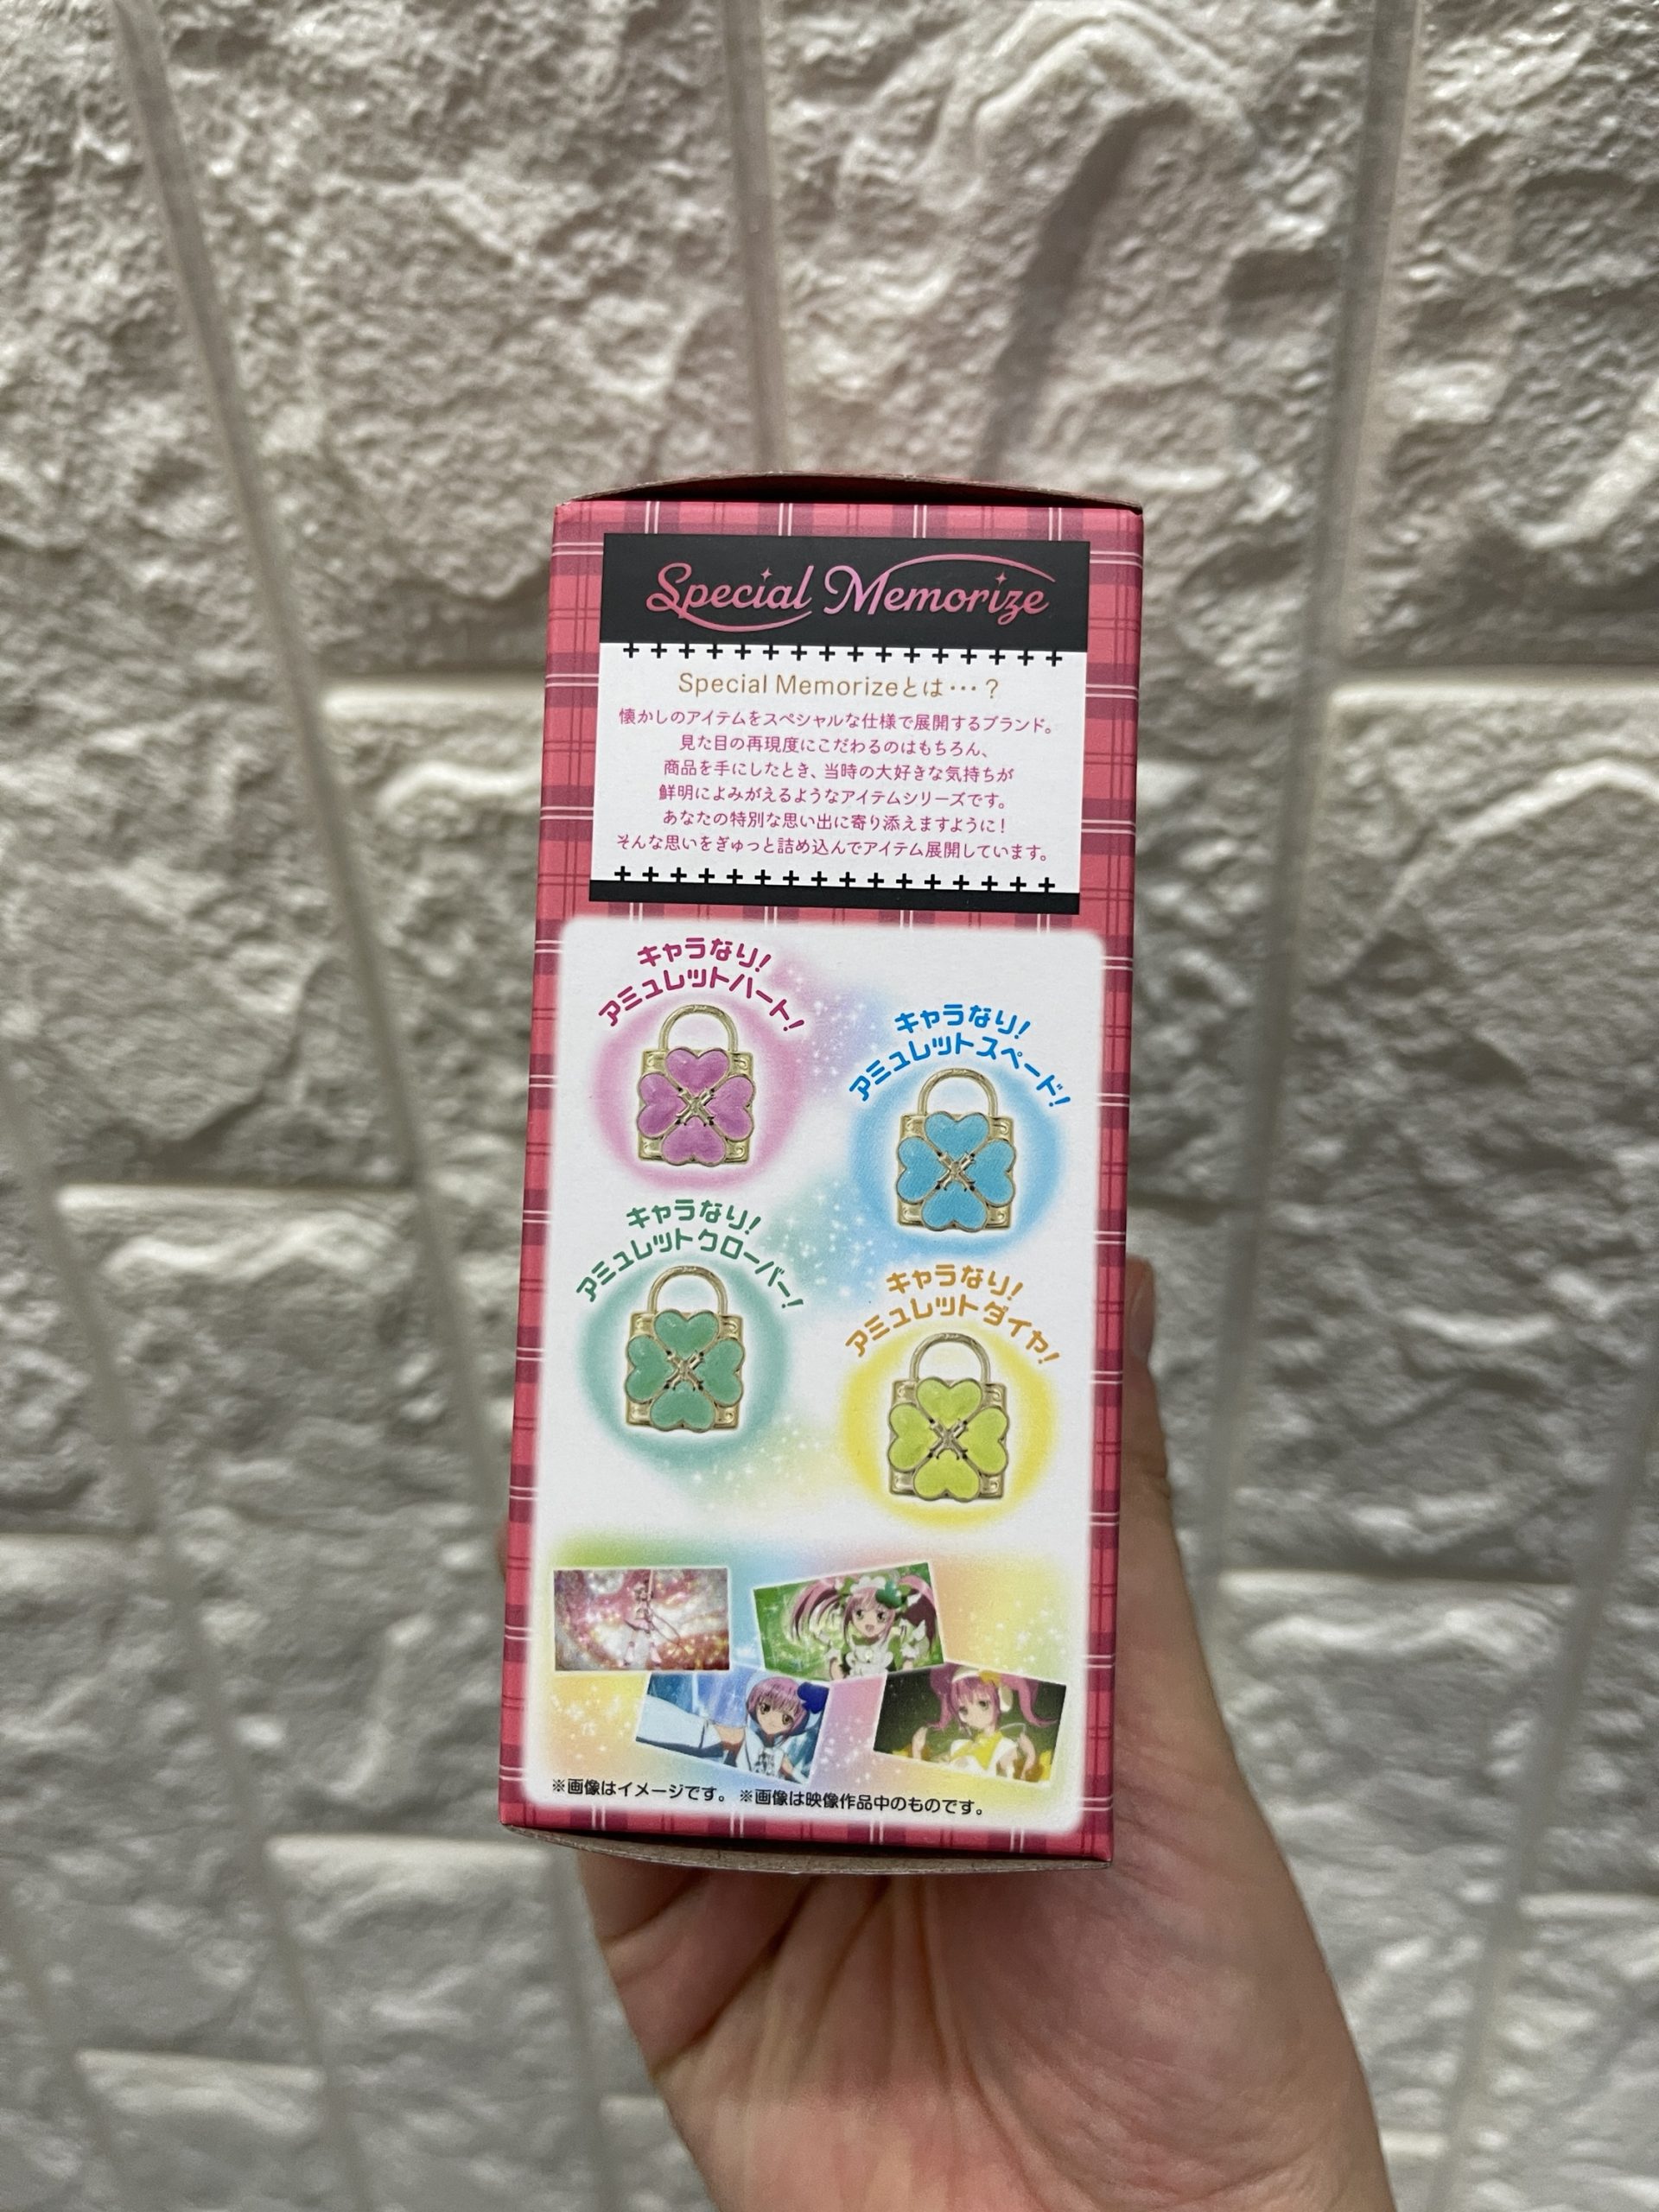 Special Memorize
Special Memorizeとは・・・？
懐かしのアイテムをスペシャルな仕様で展開するブランド。
見た目の再現度にこだわるのはもちろん、
商品を手にしたとき、当時の大好きな気持ちが
鮮明によみがえるようなアイテムシリーズです。
あなたの特別な思い出に寄り添えますように！
そんな思いをぎゅっと詰め込んでアイテム展開しています。
キャラなり！
アミュレットハート！
キャラなり！
アミュレットスペード！
キャラなり！
アミュレットクローバー！
キャラなり！
アミュレットダイヤ！
※画像はイメージです。 ※画像は映像作品中のものです。